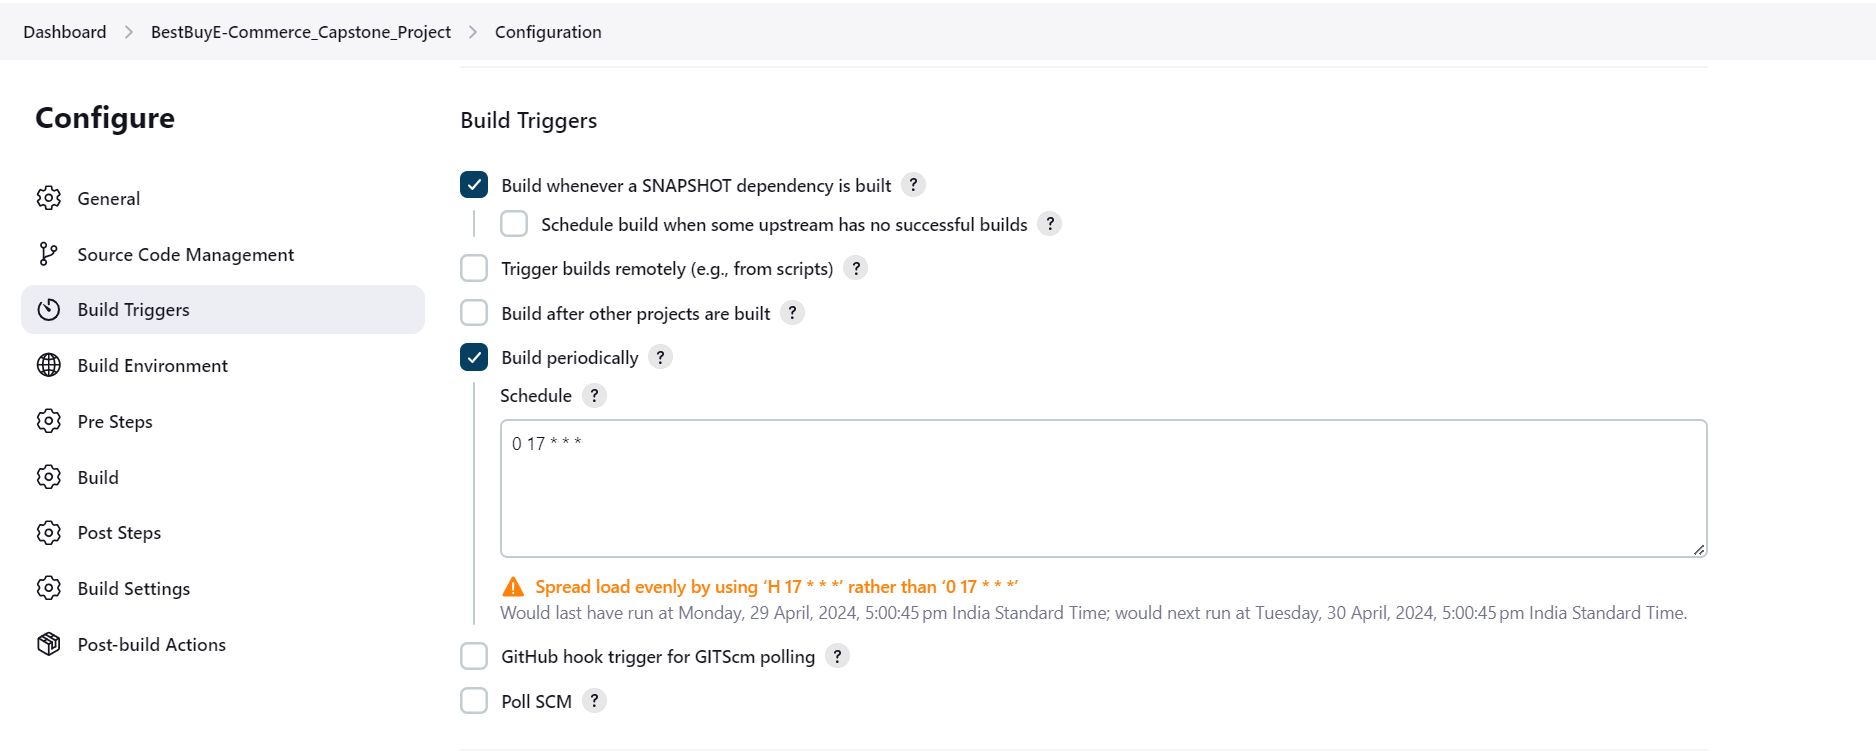 Dashboard > BestBuyE-Commerce_Capstone_Project > Configuration
Configure
General
Source Code Management
Build Triggers
Build Environment
Pre Steps
Build
Post Steps
Build Settings
Post-build Actions
Build Triggers
Build whenever a SNAPSHOT dependency is built ?
Schedule build when some upstream has no successful builds ?
Trigger builds remotely (e.g., from scripts) ?
Build after other projects are built ?
Build periodically ?
Schedule ?
0 17 * * *
Spread load evenly by using ‘H 17 * * *’ rather than ‘0 17 * * *’
Would last have run at Monday, 29 April, 2024, 5:00:45 pm India Standard Time; would next run at Tuesday, 30 April, 2024, 5:00:45 pm India Standard Time.
GitHub hook trigger for GITScm polling ?
Poll SCM ?